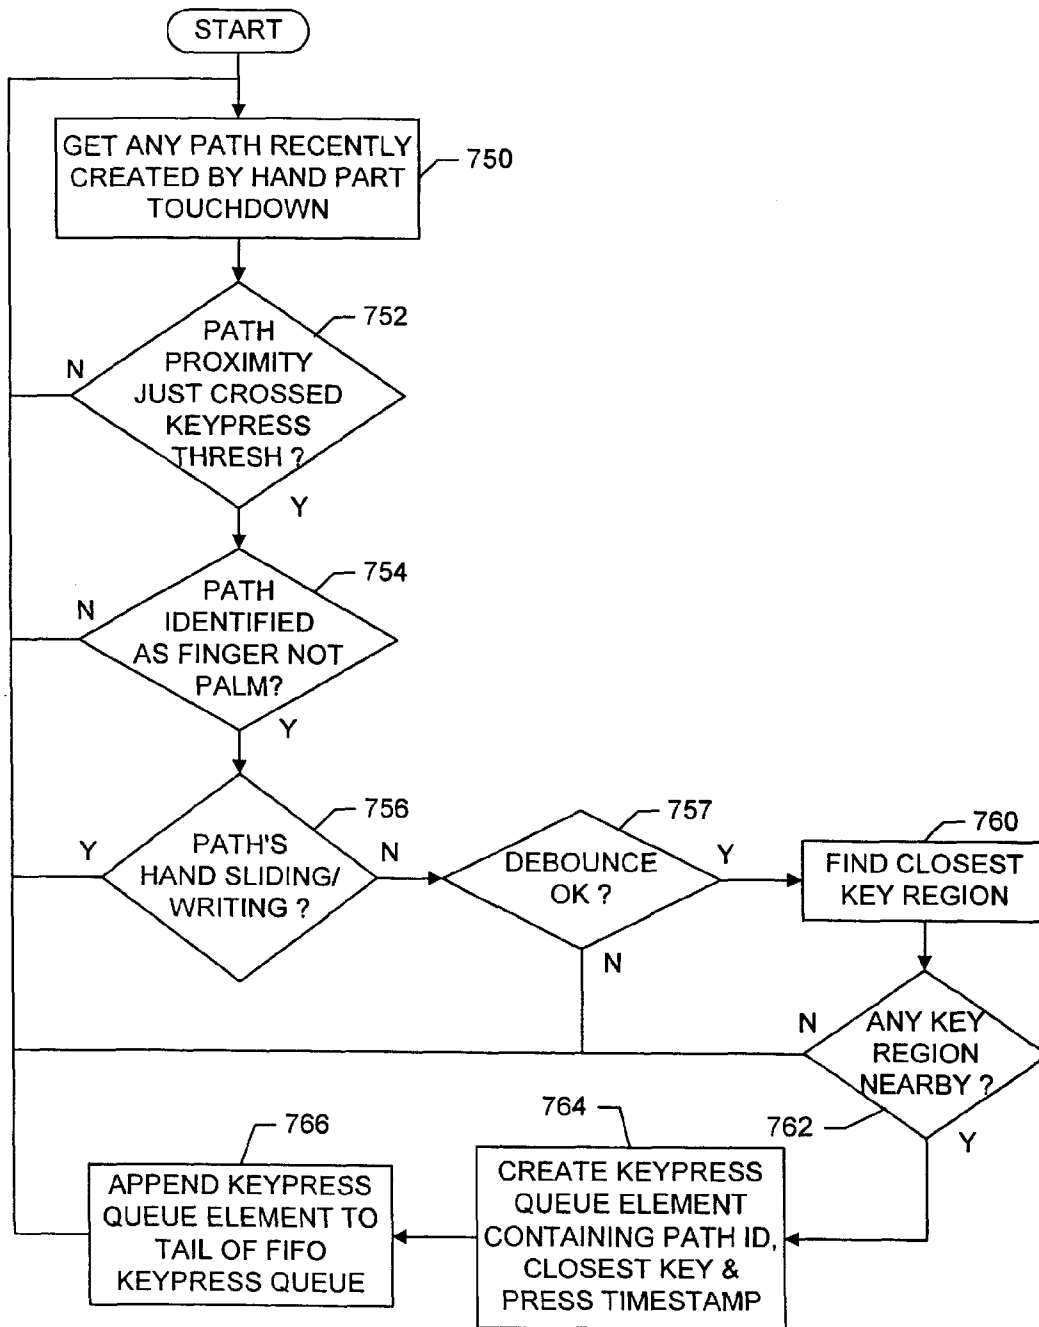 START
GET ANY PATH RECENTLY
CREATED BY HAND PART
TOUCHDOWN
750
PATH
PROXIMITY
JUST CROSSED
KEYPRESS
THRESH ?
752
N
Y
PATH
IDENTIFIED
AS FINGER NOT
PALM?
754
N
Y
PATH'S
HAND SLIDING/
WRITING ?
756
Y
N
DEBOUNCE
OK ?
757
Y
N
FIND CLOSEST
KEY REGION
760
ANY KEY
REGION
NEARBY ?
762
N
Y
CREATE KEYPRESS
QUEUE ELEMENT
CONTAINING PATH ID,
CLOSEST KEY &
PRESS TIMESTAMP
764
APPEND KEYPRESS
QUEUE ELEMENT TO
TAIL OF FIFO
KEYPRESS QUEUE
766